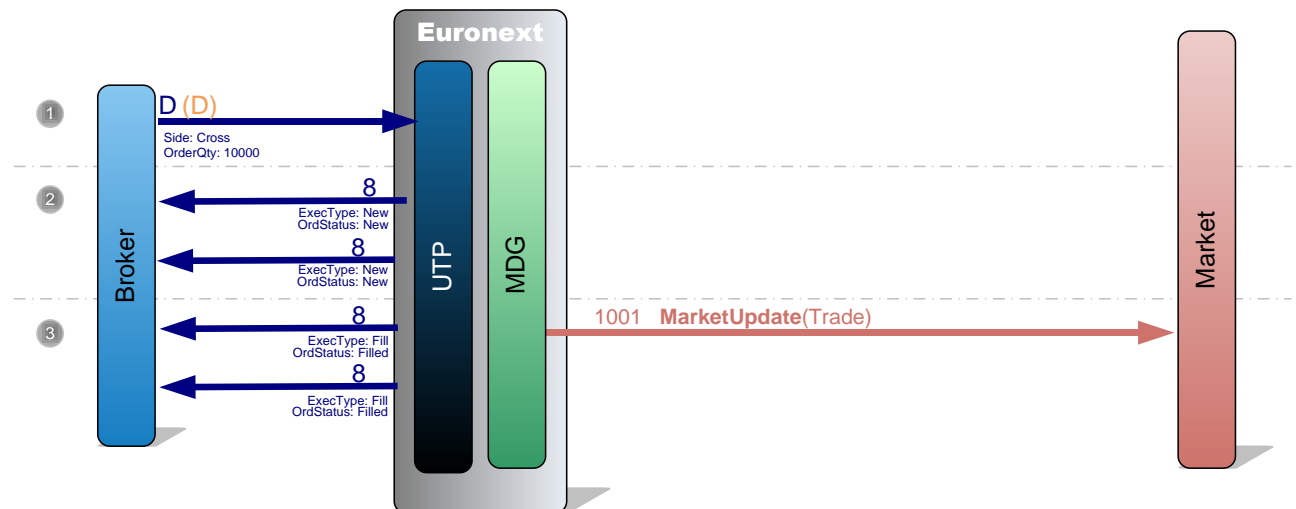 Euronext
1
D (D)
Side: Cross
OrderQty: 10000
2
8
ExecType: New
OrdStatus: New
8
ExecType: New
OrdStatus: New
Broker
UTP
MDG
Market
3
8
ExecType: Fill
OrdStatus: Filled
1001 MarketUpdate(Trade)
8
ExecType: Fill
OrdStatus: Filled